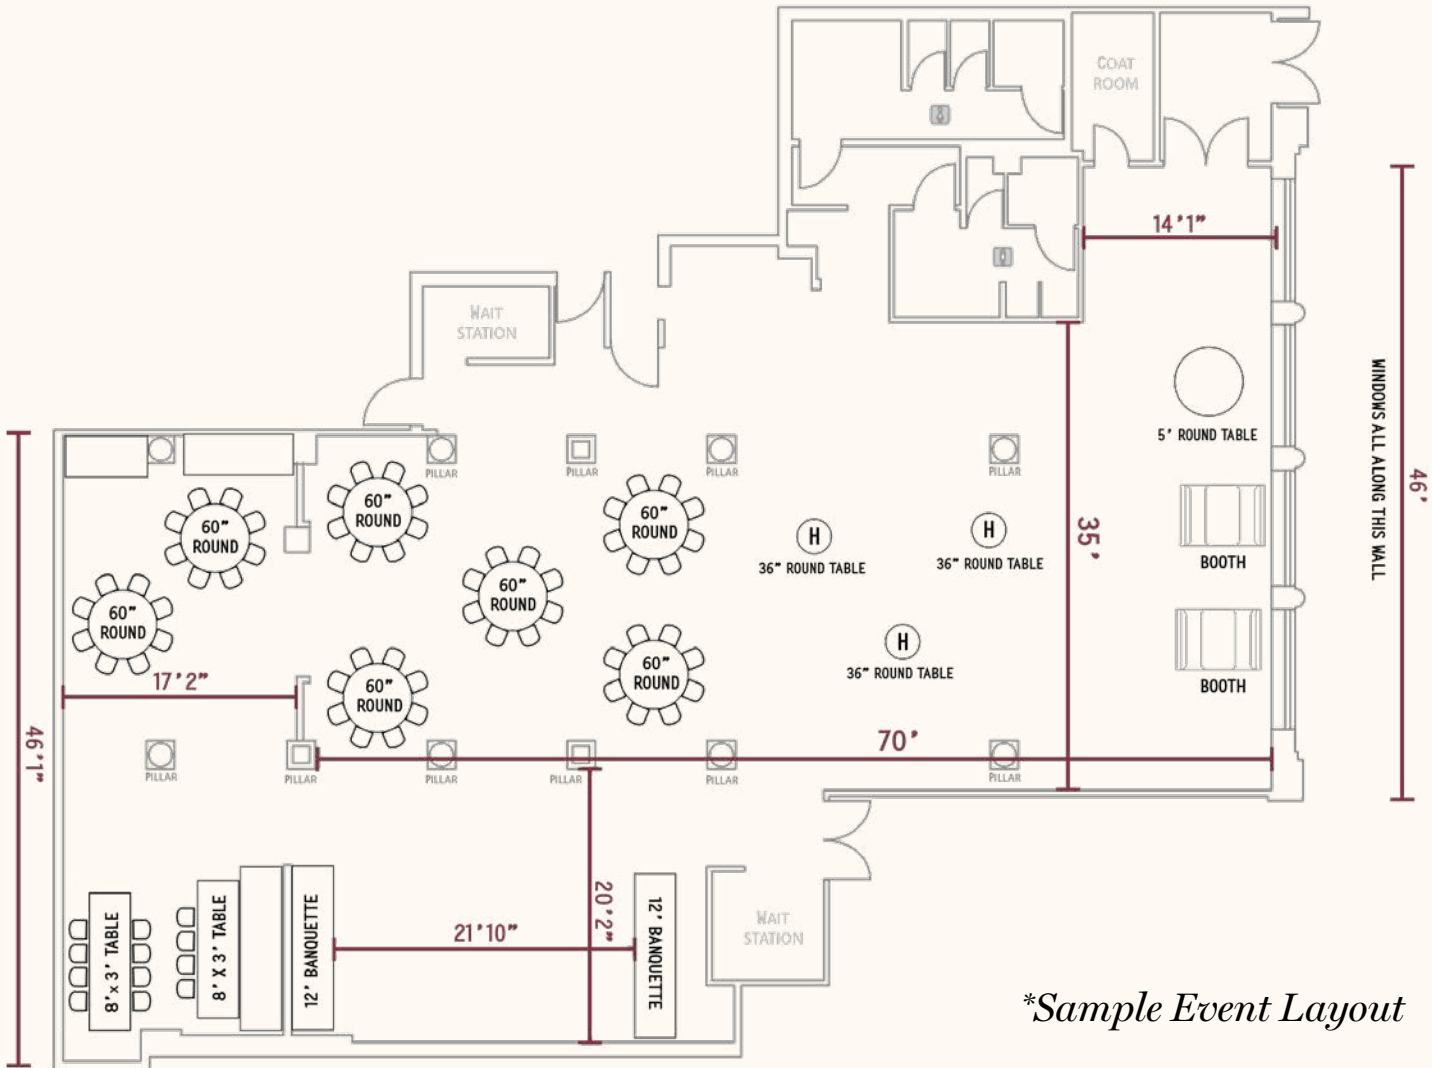 COAT
ROOM
14'1"
WAIT
STATION
5' ROUND TABLE
WINDOWS ALL ALONG THIS WALL
46'
PILLAR
PILLAR
PILLAR
PILLAR
60"
ROUND
60"
ROUND
60"
ROUND
H
36" ROUND TABLE
H
36" ROUND TABLE
35'
BOOTH
60"
ROUND
60"
ROUND
H
36" ROUND TABLE
60"
ROUND
60"
ROUND
BOOTH
17'2"
46'1"
70'
PILLAR
PILLAR
PILLAR
PILLAR
PILLAR
PILLAR
8' x 3' TABLE
8' X 3' TABLE
12' BANQUETTE
21'10"
20'2"
12' BANQUETTE
WAIT
STATION
*Sample Event Layout